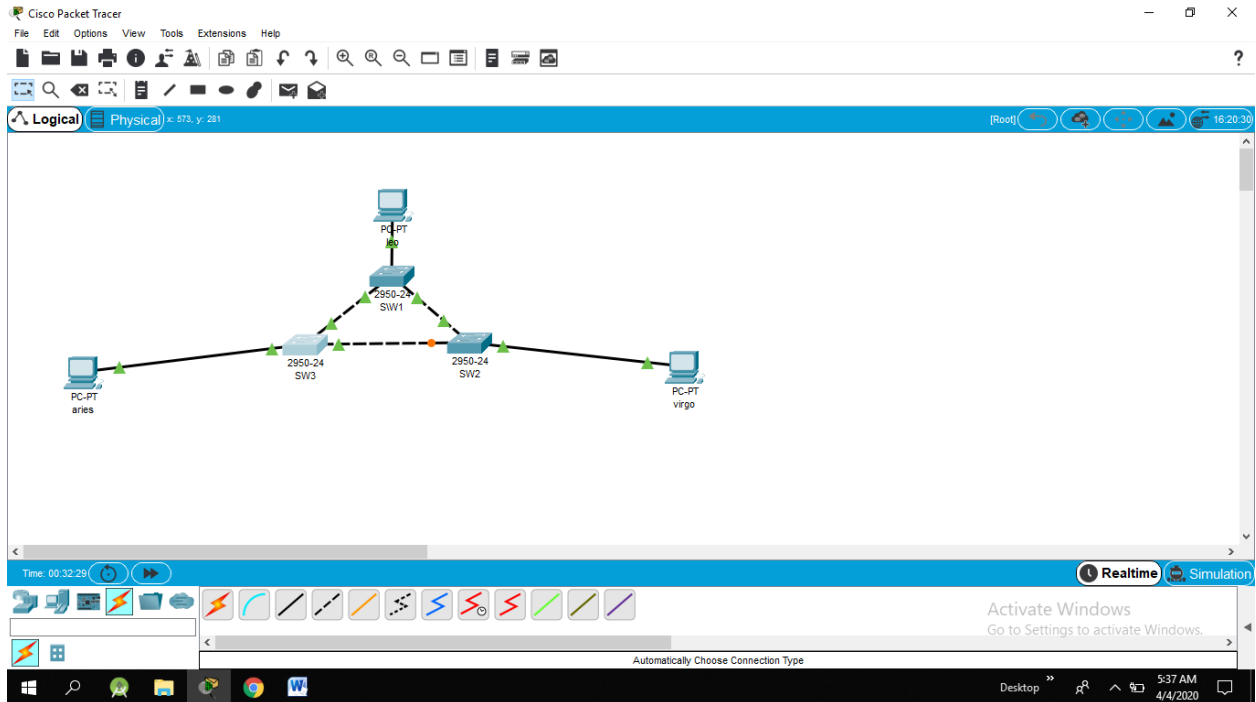 Cisco Packet Tracer
File Edit Options View Tools Extensions Help
?
Logical Physical x: 573, y: 281 [Root] 16:20:30
PC-PT
leo
2950-24
SW1
2950-24
SW3
2950-24
SW2
PC-PT
aries
PC-PT
virgo
Time: 00:32:29 Realtime Simulation
Activate Windows
Go to Settings to activate Windows.
Automatically Choose Connection Type
Desktop 5:37 AM
4/4/2020